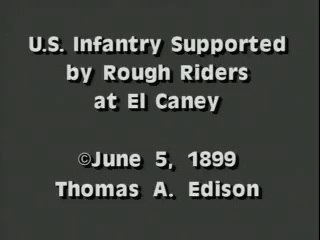 U.S. Infantry Supported
by Rough Riders
at El Caney
©June 5, 1899
Thomas A. Edison